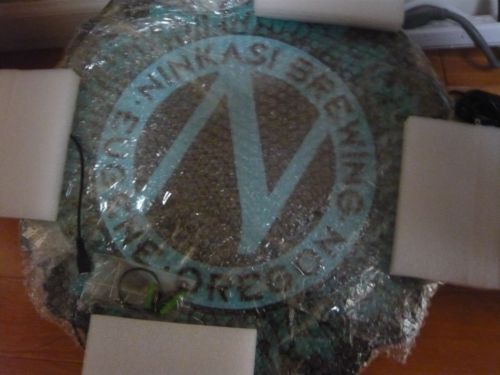 NINKASI BREWING
EUGENE · OREGON
N